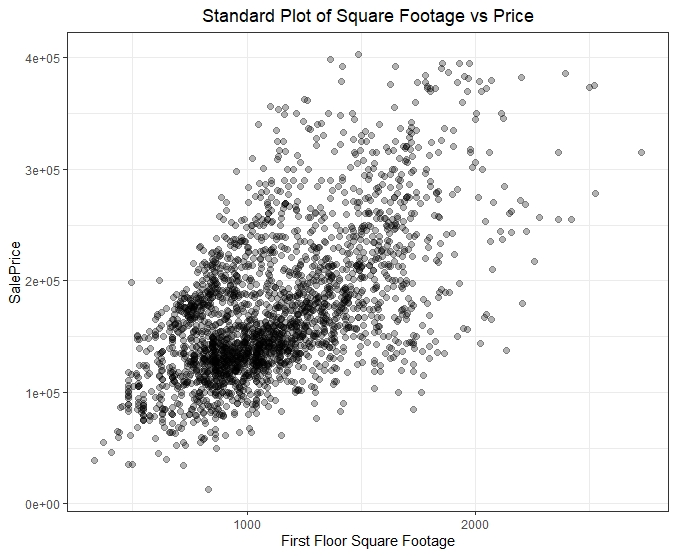 Standard Plot of Square Footage vs Price
4e+05
3e+05
2e+05
1e+05
0e+00
SalePrice
1000
2000
First Floor Square Footage